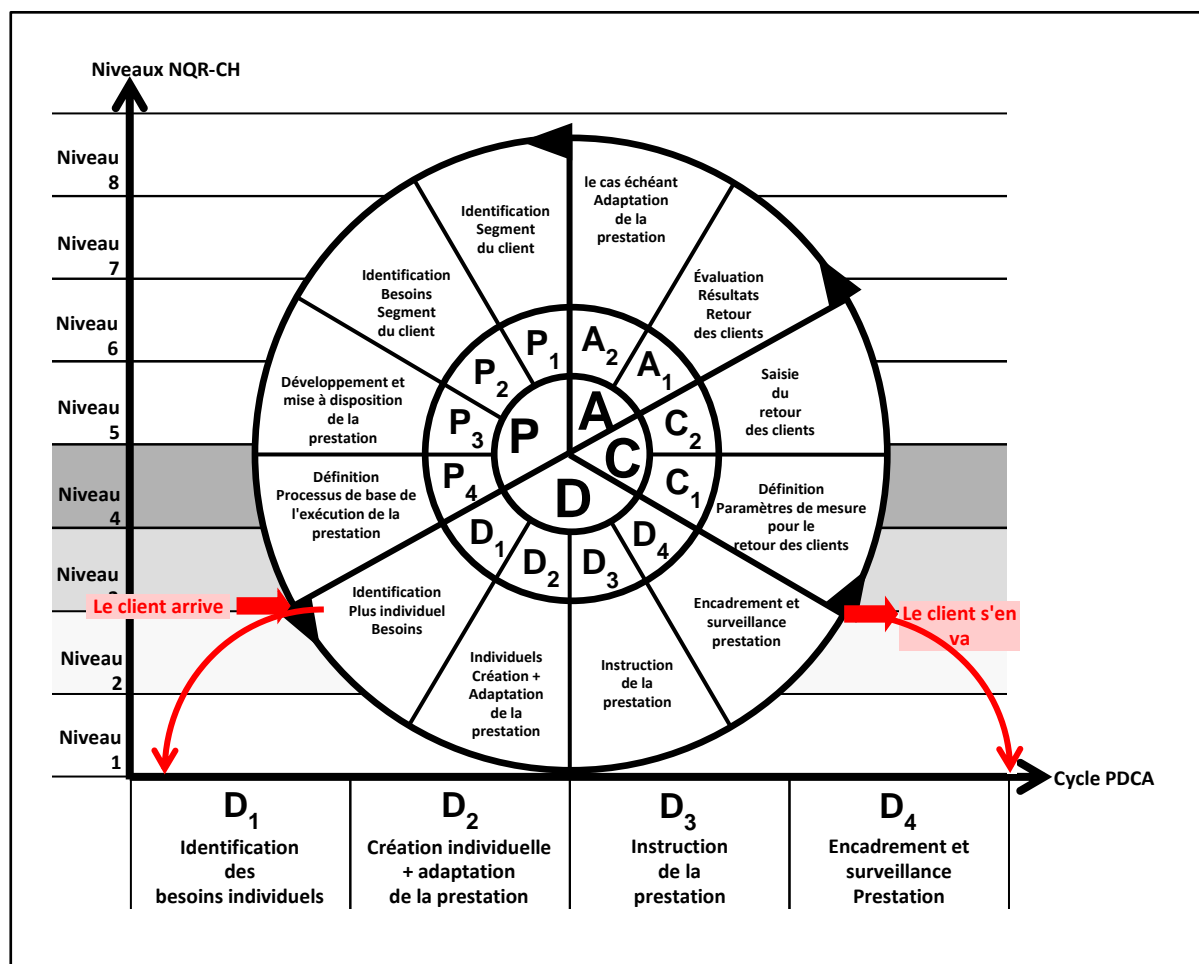 Niveaux NQR-CH
Niveau
8
Niveau
7
Niveau
6
Niveau
5
Niveau
4
Niveau
Niveau
2
Niveau
1
le cas échéant
Adaptation
de la
prestation
Identification
Segment
du client
Identification
Besoins
Segment
du client
Évaluation
Résultats
Retour
des clients
Développement et
mise à disposition
de la
prestation
Saisie
du
retour
des clients
Définition
Processus de base de
l'exécution de la
prestation
Définition
Paramètres de mesure
pour le
retour des clients
Identification
Plus individuel
Besoins
Encadrement et
surveillance
prestation
Individuels
Création +
Adaptation
de la
prestation
Instruction
de la
prestation
P1
A2
P2
A1
P3
C2
P4
C1
D1
D2
D3
D4
P
A
C
D
Le client arrive
Le client s'en
va
Cycle PDCA
D1
Identification
des
besoins individuels
D2
Création individuelle
+ adaptation
de la prestation
D3
Instruction
de la
prestation
D4
Encadrement et
surveillance
Prestation